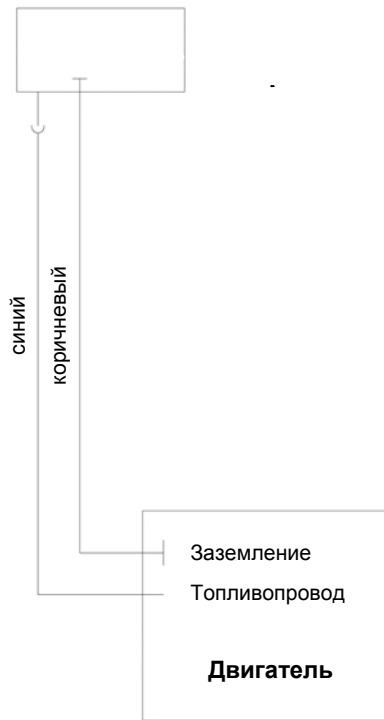 синий
коричневый
Заземление
Топливопровод
Двигатель